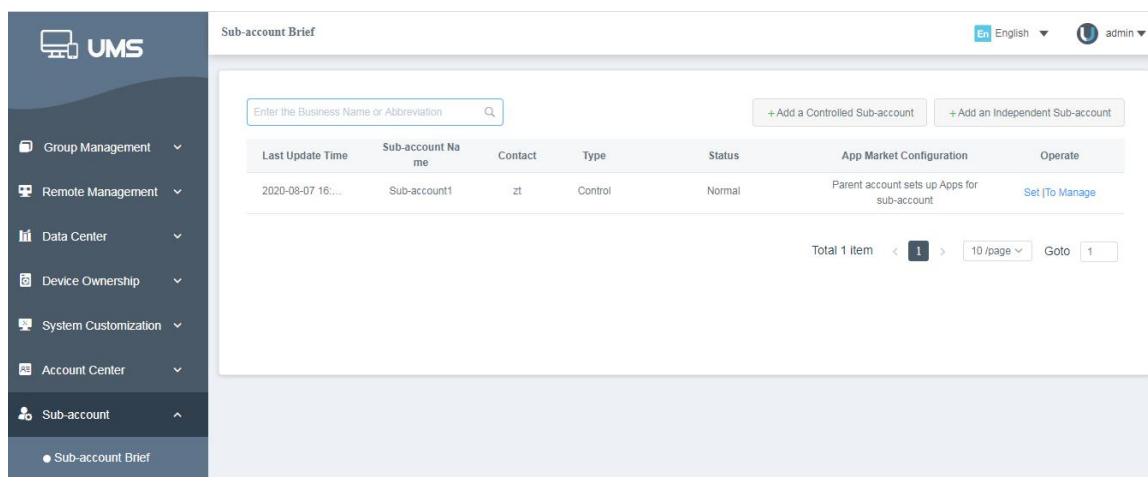 UMS
Sub-account Brief
En English
admin
Group Management
Remote Management
Data Center
Device Ownership
System Customization
Account Center
Sub-account
Sub-account Brief
Enter the Business Name or Abbreviation
+Add a Controlled Sub-account
+Add an Independent Sub-account
Last Update Time
Sub-account Na
me
Contact
Type
Status
App Market Configuration
Operate
2020-08-07 16:...
Sub-account1
zt
Control
Normal
Parent account sets up Apps for
sub-account
Set |To Manage
Total 1 item < 1 > 10 /page Goto 1